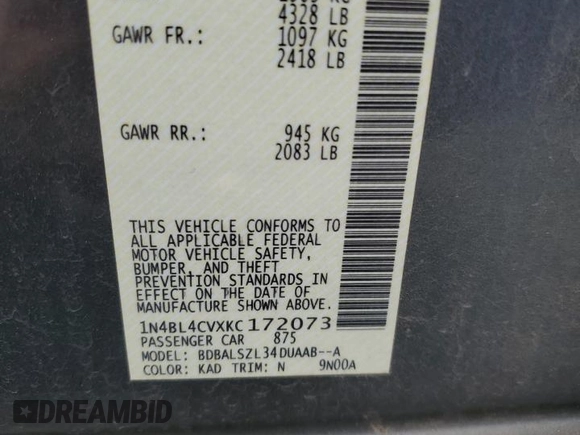 4328 LB
GAWR FR.: 1097 KG
2418 LB
GAWR RR.: 945 KG
2083 LB
THIS VEHICLE CONFORMS TO
ALL APPLICABLE FEDERAL
MOTOR VEHICLE SAFETY,
BUMPER, AND THEFT
PREVENTION STANDARDS IN
EFFECT ON THE DATE OF
MANUFACTURE SHOWN ABOVE.
1N4BL4CVXKC172073
PASSENGER CAR 875
MODEL: BDBALSZL34DUAAB--A
COLOR: KAD TRIM: N 9N00A
DREAMBID